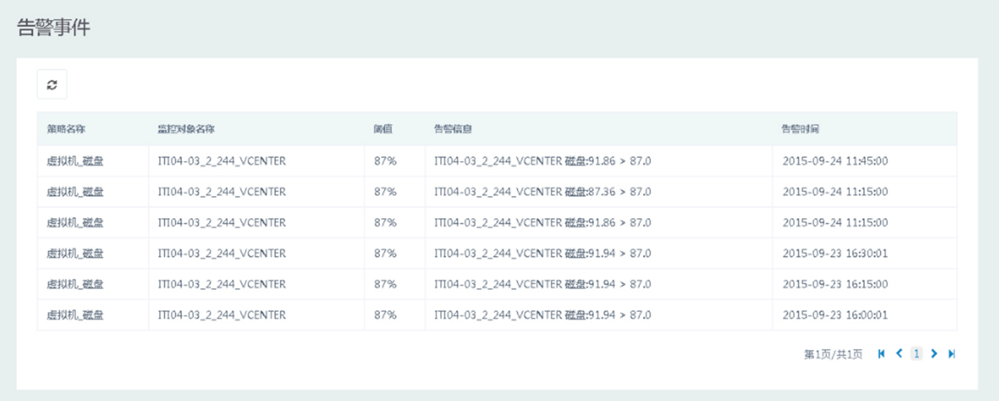 告警事件
策略名称 监控对象名称 阈值 告警信息 告警时间
虚拟机_磁盘 ITI04-03_2_244_VCENTER 87% ITI04-03_2_244_VCENTER 磁盘:91.86 > 87.0 2015-09-24 11:45:00
虚拟机_磁盘 ITI04-03_2_244_VCENTER 87% ITI04-03_2_244_VCENTER 磁盘:87.36 > 87.0 2015-09-24 11:15:00
虚拟机_磁盘 ITI04-03_2_244_VCENTER 87% ITI04-03_2_244_VCENTER 磁盘:91.86 > 87.0 2015-09-24 11:15:00
虚拟机_磁盘 ITI04-03_2_244_VCENTER 87% ITI04-03_2_244_VCENTER 磁盘:91.94 > 87.0 2015-09-23 16:30:01
虚拟机_磁盘 ITI04-03_2_244_VCENTER 87% ITI04-03_2_244_VCENTER 磁盘:91.94 > 87.0 2015-09-23 16:15:00
虚拟机_磁盘 ITI04-03_2_244_VCENTER 87% ITI04-03_2_244_VCENTER 磁盘:91.94 > 87.0 2015-09-23 16:00:01
第1页/共1页 1